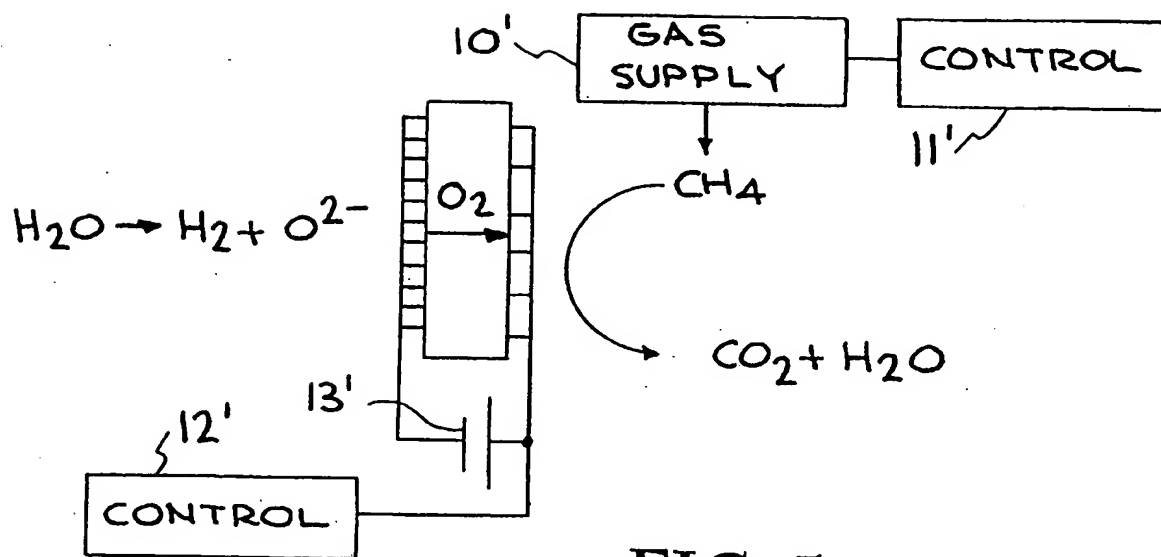 10'
GAS
SUPPLY
CONTROL
11'
CH4
H2O → H2 + O2-
O2
CO2 + H2O
13'
12'
CONTROL